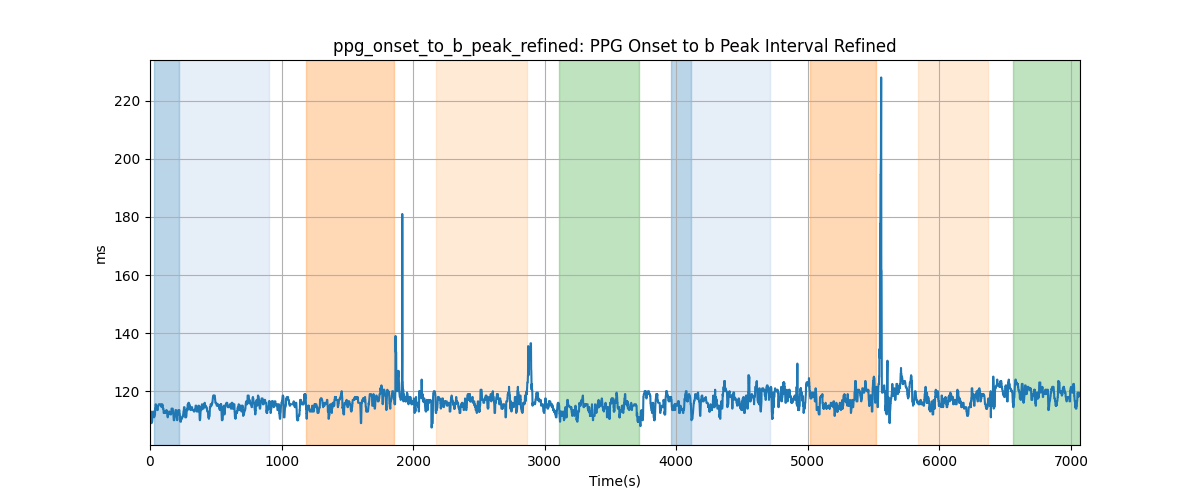 ppg_onset_to_b_peak_refined: PPG Onset to b Peak Interval Refined
ms
220
200
180
160
140
120
0 1000 2000 3000 4000 5000 6000 7000
Time(s)